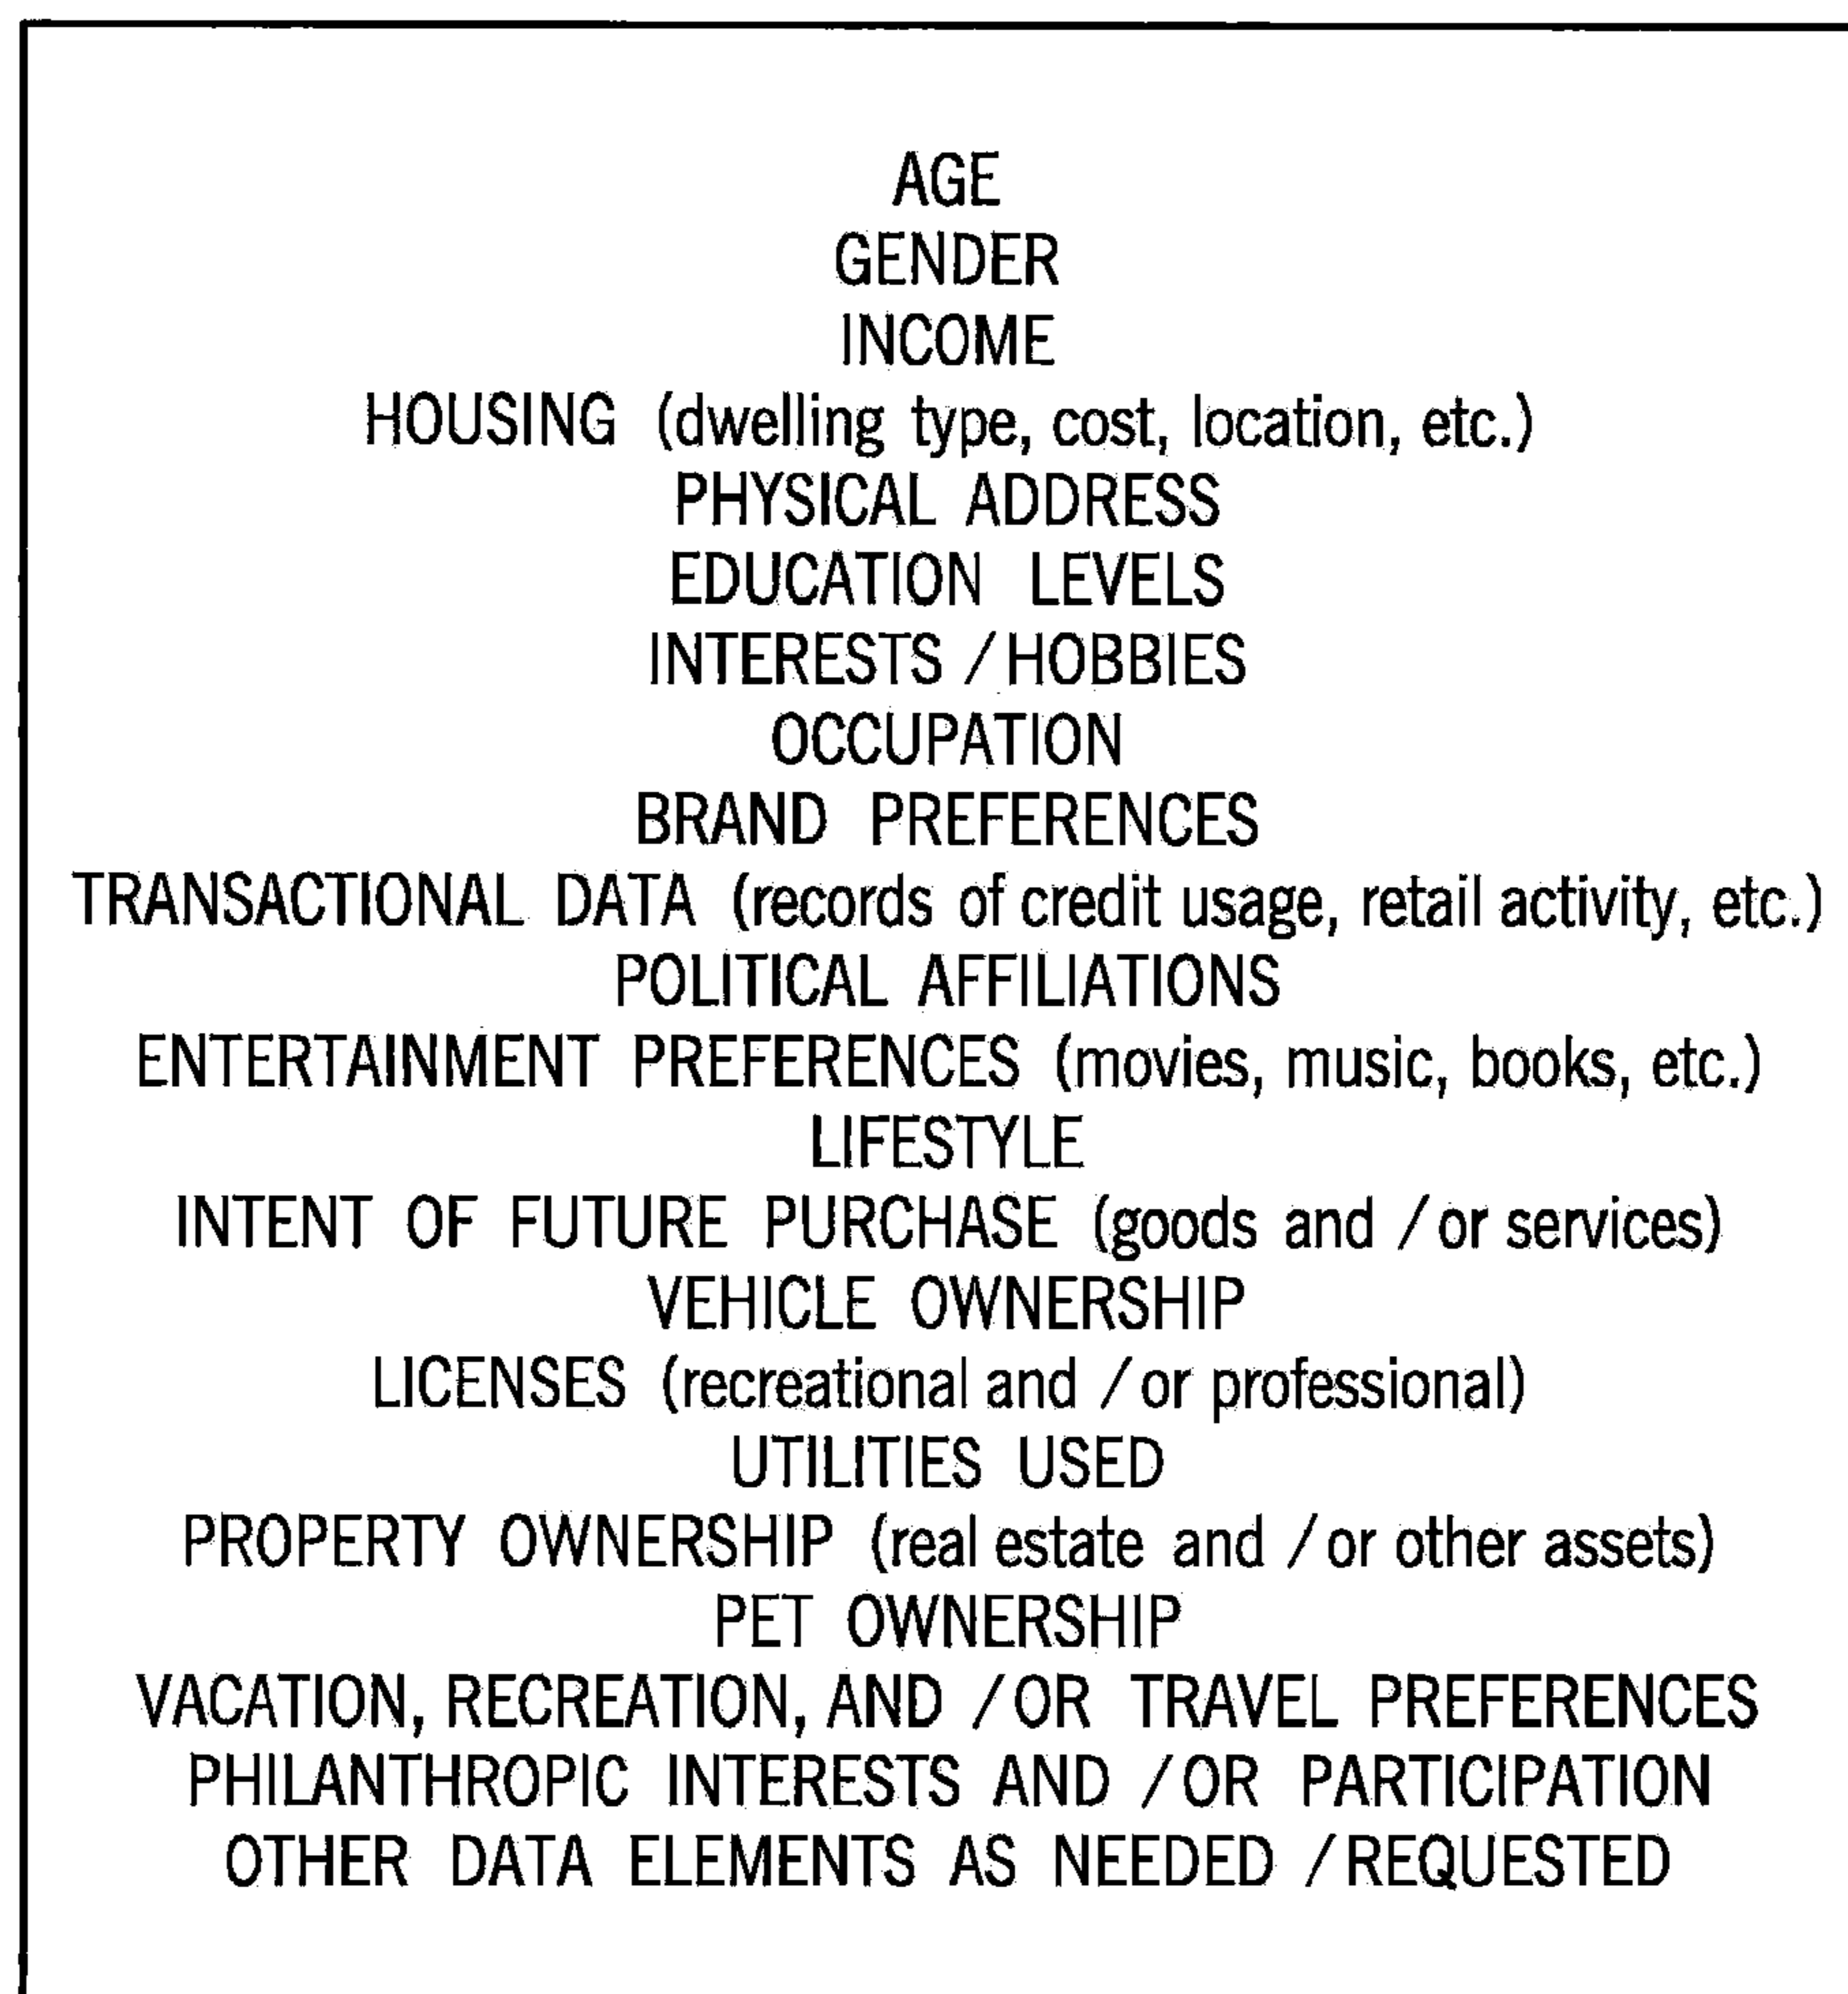 AGE
GENDER
INCOME
HOUSING (dwelling type, cost, location, etc.)
PHYSICAL ADDRESS
EDUCATION LEVELS
INTERESTS / HOBBIES
OCCUPATION
BRAND PREFERENCES
TRANSACTIONAL DATA (records of credit usage, retail activity, etc.)
POLITICAL AFFILIATIONS
ENTERTAINMENT PREFERENCES (movies, music, books, etc.)
LIFESTYLE
INTENT OF FUTURE PURCHASE (goods and / or services)
VEHICLE OWNERSHIP
LICENSES (recreational and / or professional)
UTILITIES USED
PROPERTY OWNERSHIP (real estate and / or other assets)
PET OWNERSHIP
VACATION, RECREATION, AND / OR TRAVEL PREFERENCES
PHILANTHROPIC INTERESTS AND / OR PARTICIPATION
OTHER DATA ELEMENTS AS NEEDED / REQUESTED